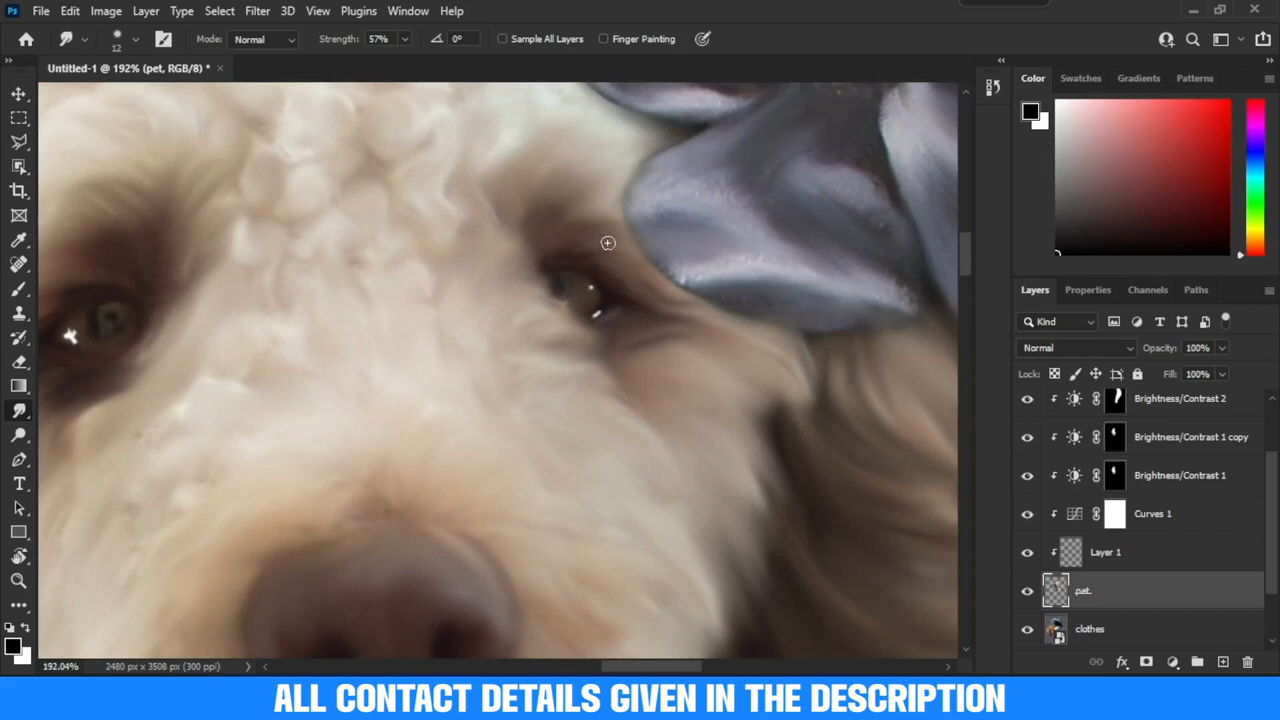 Ps File Edit Image Layer Type Select Filter 3D View Plugins Window Help
12 Mode: Normal Strength: 57% 0° Sample All Layers Finger Painting
Untitled-1 @ 192% (pet, RGB/8) * ×
Color Swatches Gradients Patterns
Layers Properties Channels Paths
Kind
Normal Opacity: 100%
Lock: Fill: 100%
Brightness/Contrast 2
Brightness/Contrast 1 copy
Brightness/Contrast 1
Curves 1
Layer 1
pet
clothes
192.04% 2480 px x 3508 px (300 ppi)
ALL CONTACT DETAILS GIVEN IN THE DESCRIPTION